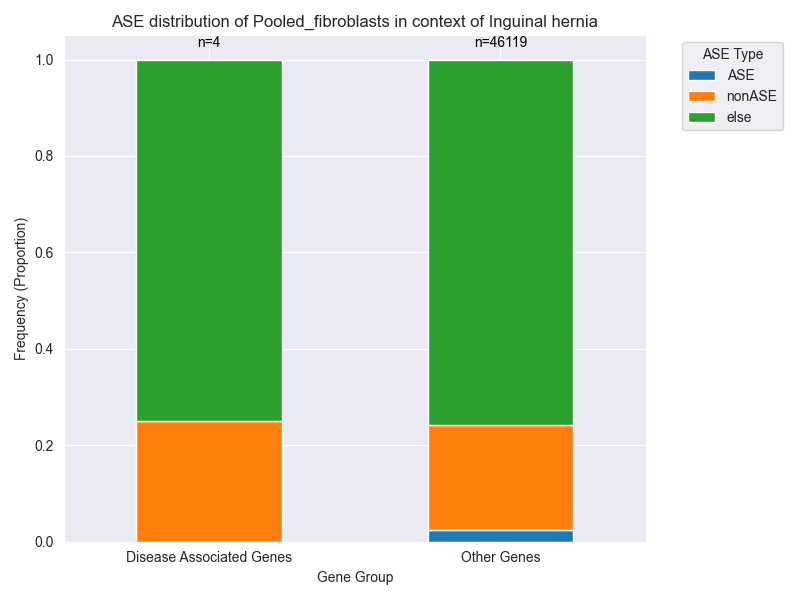 ASE distribution of Pooled_fibroblasts in context of Inguinal hernia
n=4
n=46119
ASE Type
ASE
nonASE
else
1.0
0.8
0.6
0.4
0.2
0.0
Frequency (Proportion)
Disease Associated Genes
Other Genes
Gene Group